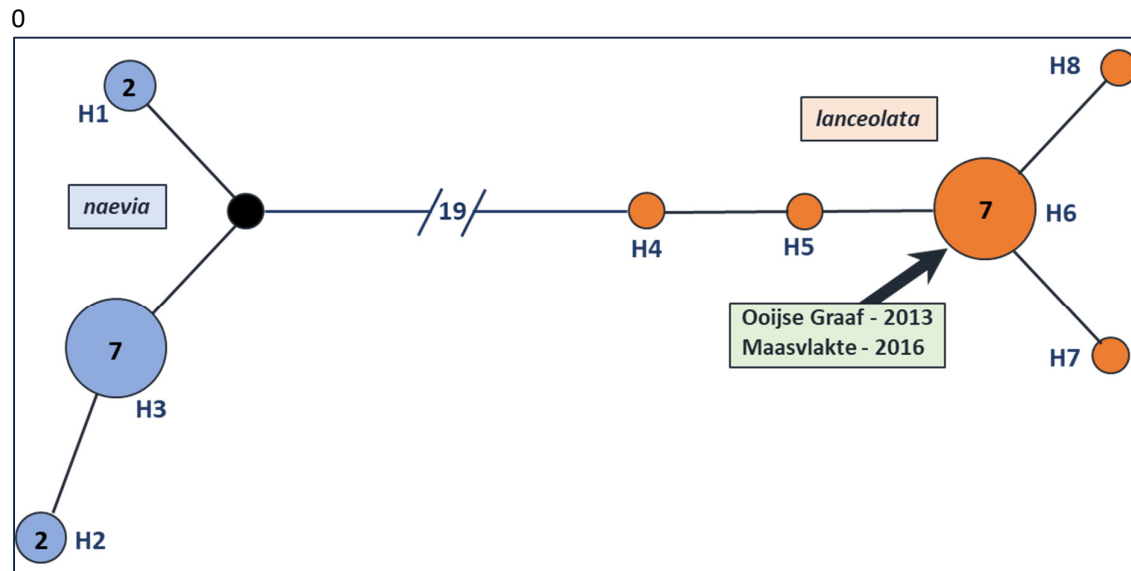 0
2
H1
naevia
19
H4
H5
lanceolata
7
H6
H8
H7
Ooijse Graaf - 2013
Maasvlakte - 2016
7
H3
2
H2